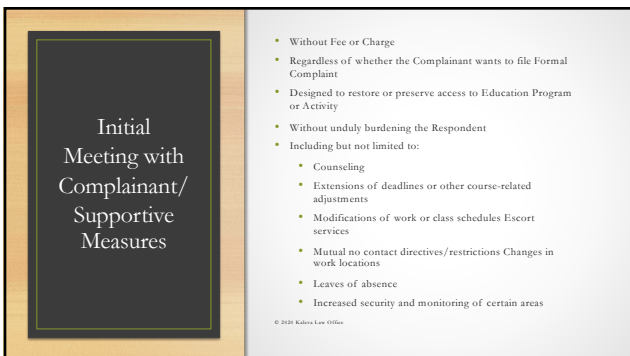 Initial
Meeting with
Complainant/
Supportive
Measures
• Without Fee or Charge
• Regardless of whether the Complainant wants to file Formal
Complaint
• Designed to restore or preserve access to Education Program
or Activity
• Without unduly burdening the Respondent
• Including but not limited to:
• Counseling
• Extensions of deadlines or other course-related
adjustments
• Modifications of work or class schedules Escort
services
• Mutual no contact directives/restrictions Changes in
work locations
• Leaves of absence
• Increased security and monitoring of certain areas
© 2020 Kaleva Law Office